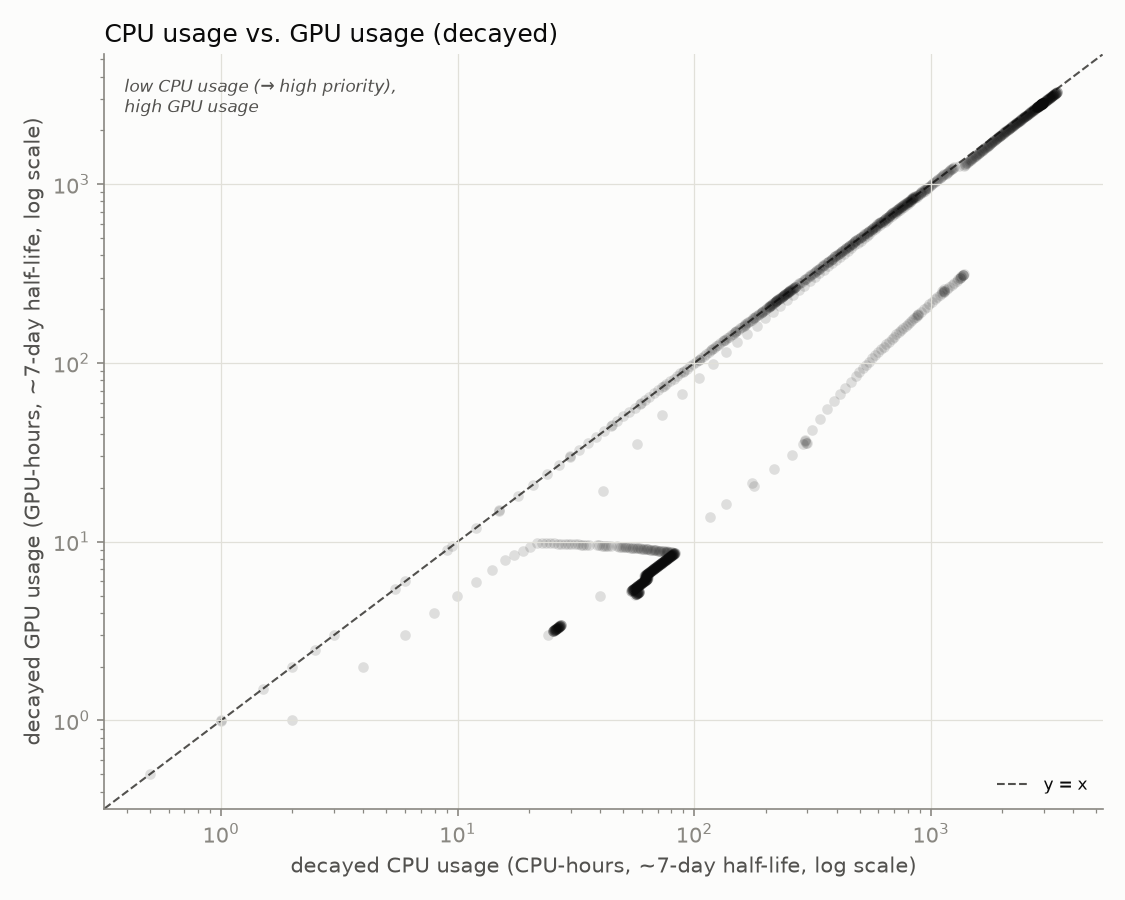 CPU usage vs. GPU usage (decayed)
low CPU usage (→ high priority),
high GPU usage
decayed GPU usage (GPU-hours, ~7-day half-life, log scale)
10³
10²
10¹
10⁰
y = x
10⁰ 10¹ 10² 10³
decayed CPU usage (CPU-hours, ~7-day half-life, log scale)